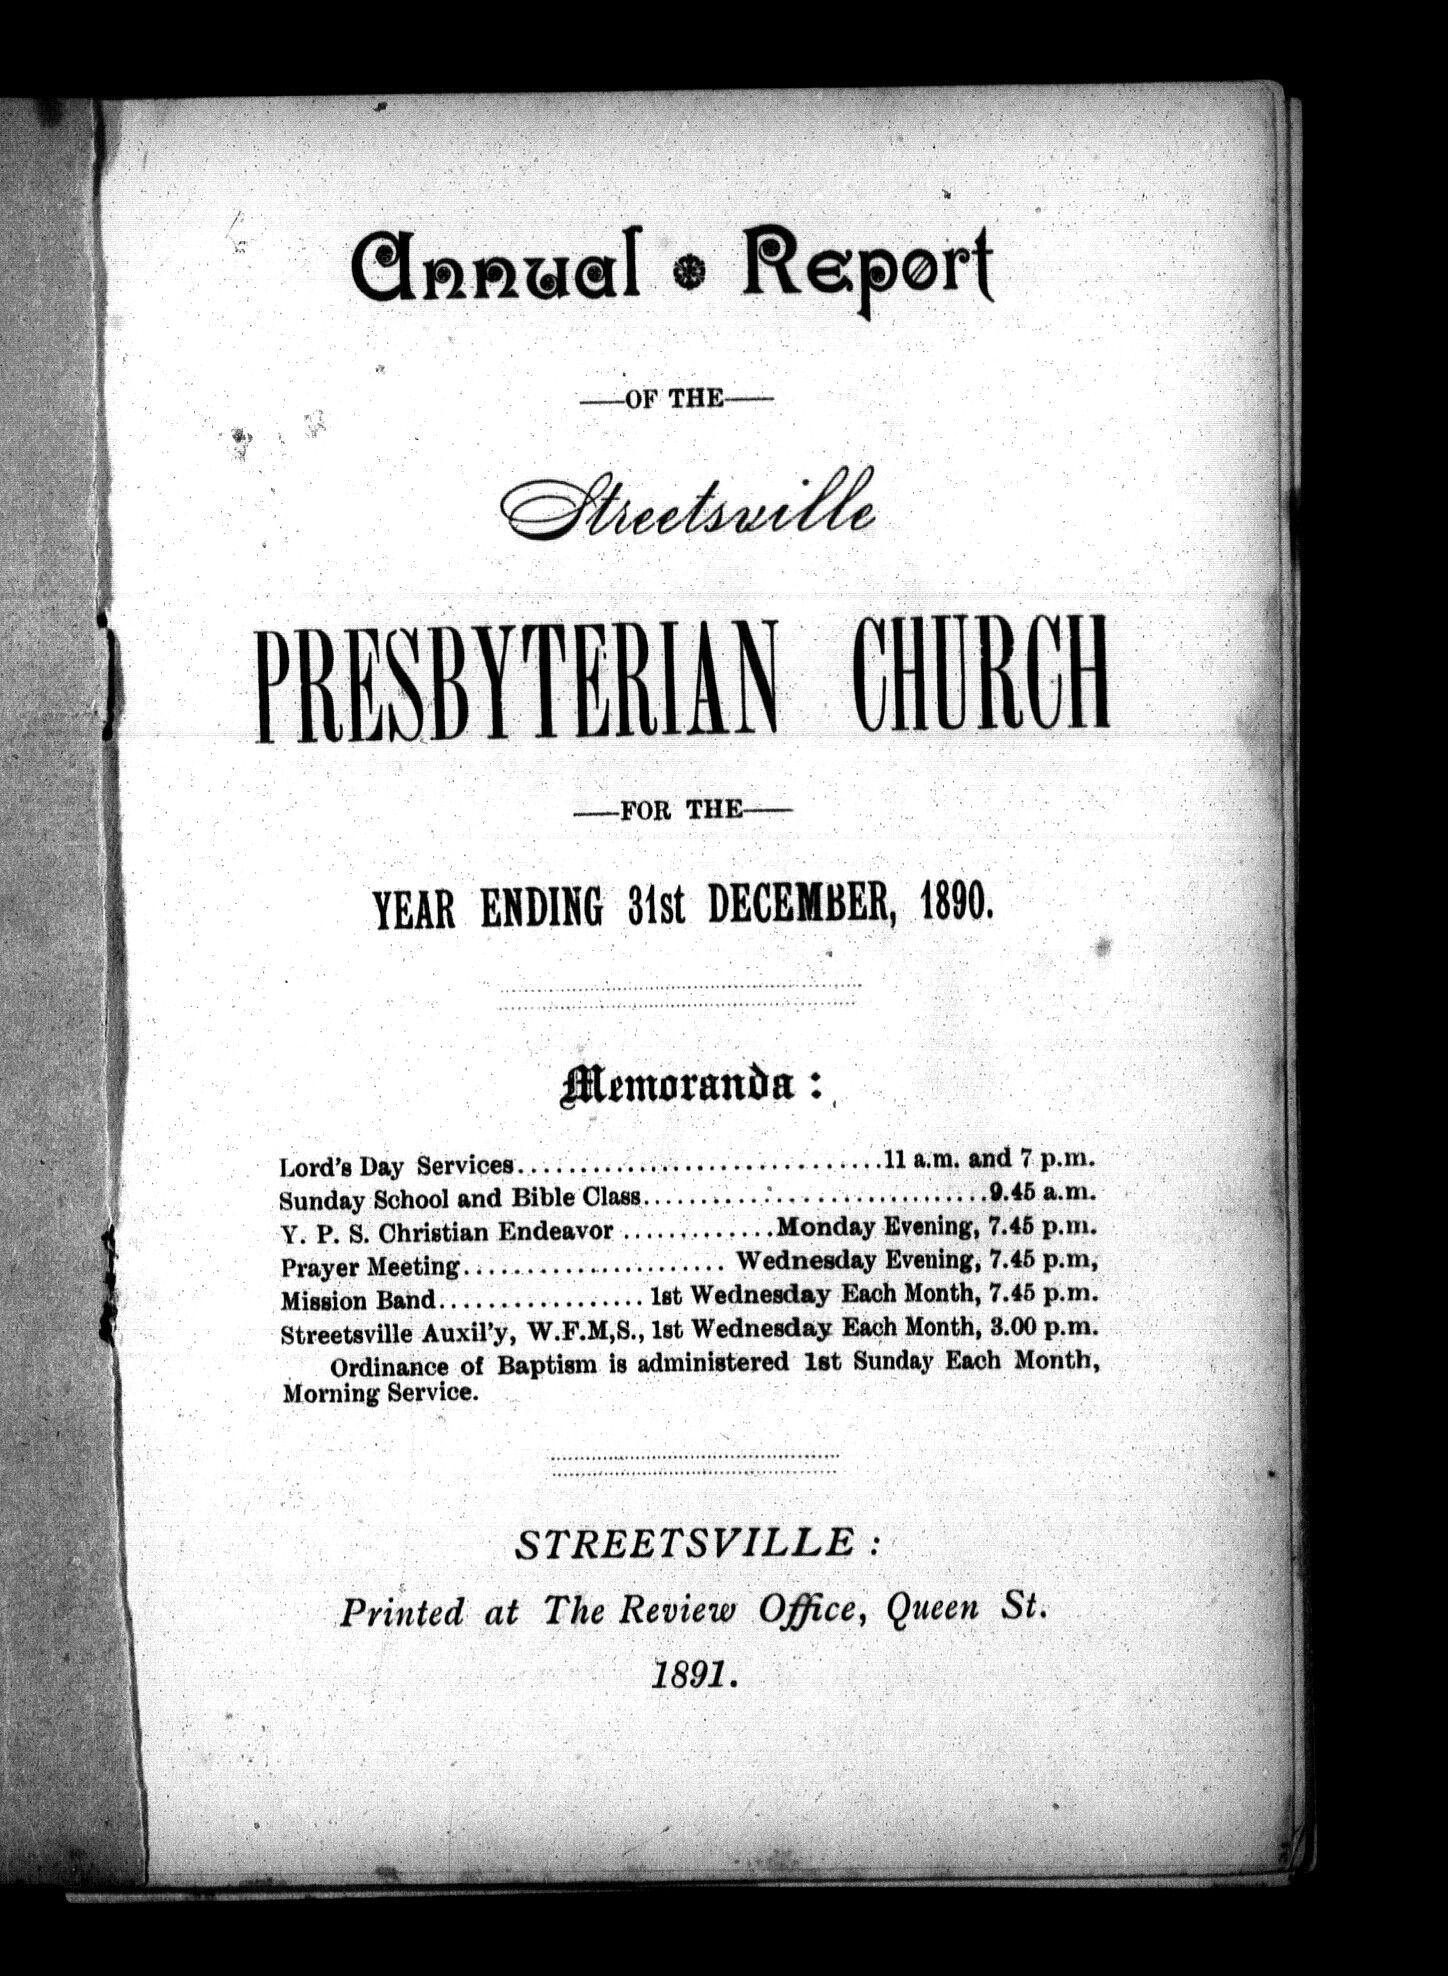 Annual Report
—OF THE—
Streetsville
PRESBYTERIAN CHURCH
—FOR THE—
YEAR ENDING 31st DECEMBER, 1890.
Memoranda:
Lord's Day Services..............................11 a.m. and 7 p.m.
Sunday School and Bible Class..............................9.45 a.m.
Y. P. S. Christian Endeavor .............Monday Evening, 7.45 p.m.
Prayer Meeting...................... Wednesday Evening, 7.45 p.m,
Mission Band................. 1st Wednesday Each Month, 7.45 p.m.
Streetsville Auxil'y, W.F.M,S., 1st Wednesday Each Month, 3.00 p.m.
Ordinance of Baptism is administered 1st Sunday Each Month,
Morning Service.
STREETSVILLE:
Printed at The Review Office, Queen St.
1891.